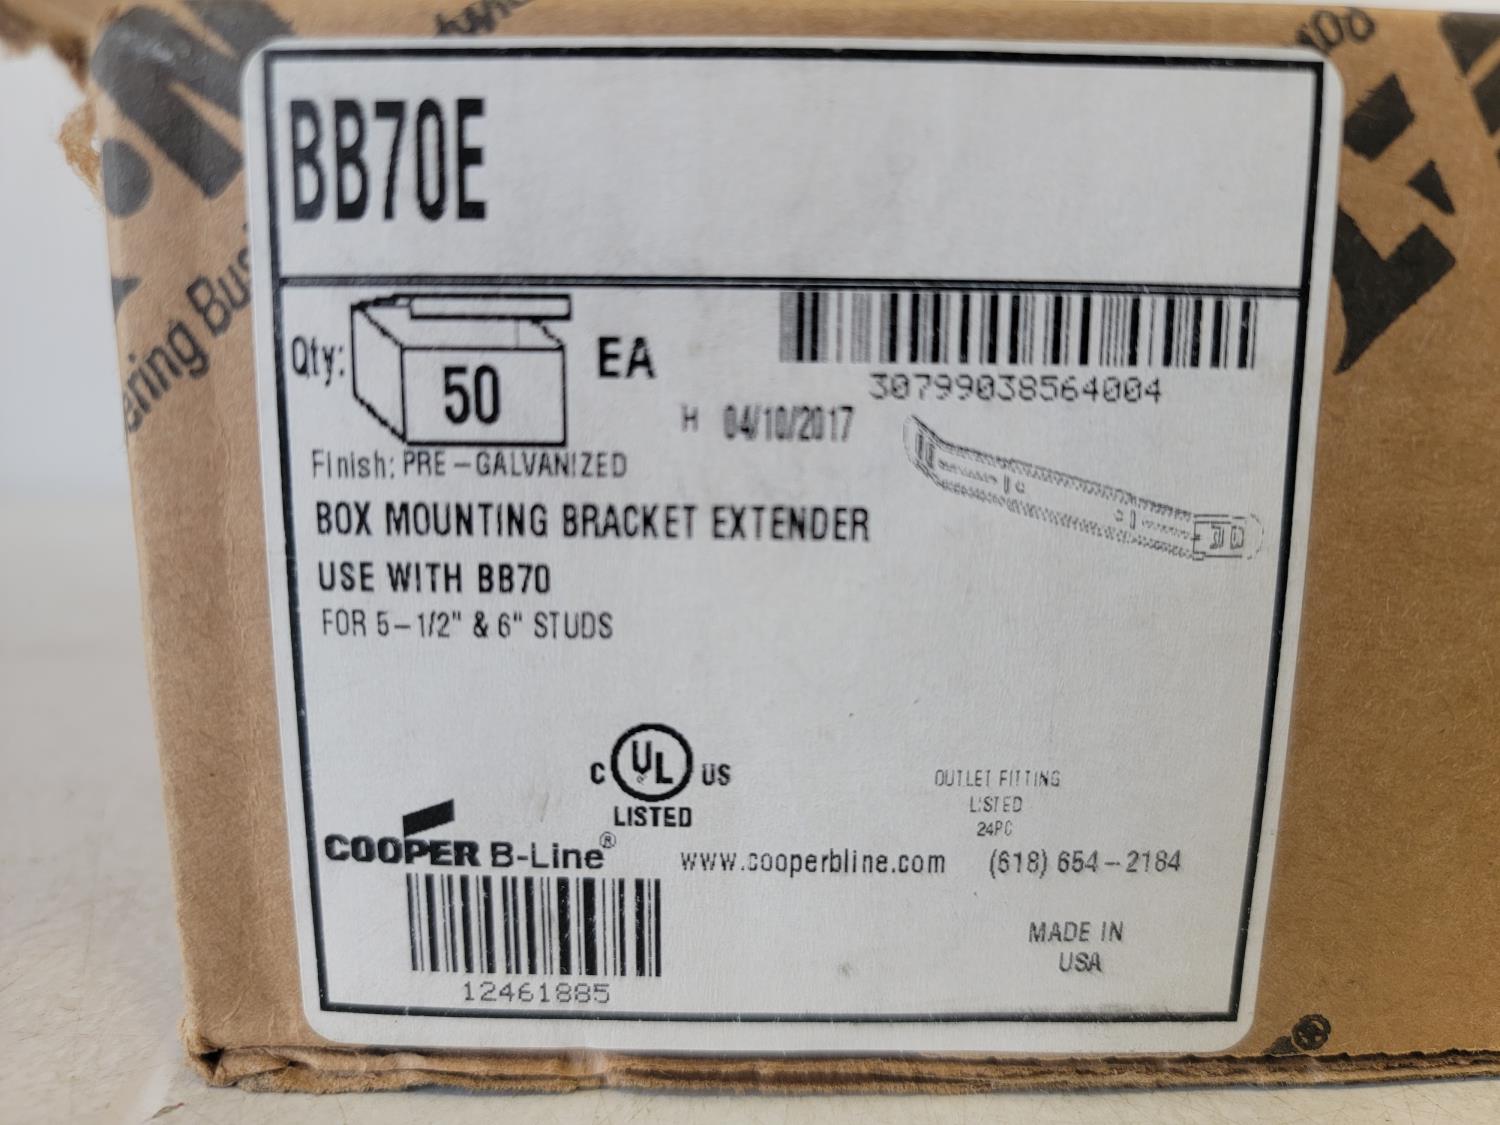 BB70E
Qty: 50 EA
30799038564004
H 04/10/2017
Finish: PRE-GALVANIZED
BOX MOUNTING BRACKET EXTENDER
USE WITH BB70
FOR 5-1/2" & 6" STUDS
C UL US
LISTED
OUTLET FITTING
LISTED
24PC
COOPER B-Line®
www.cooperbline.com (618) 654-2184
12461885
MADE IN
USA
ering Bus